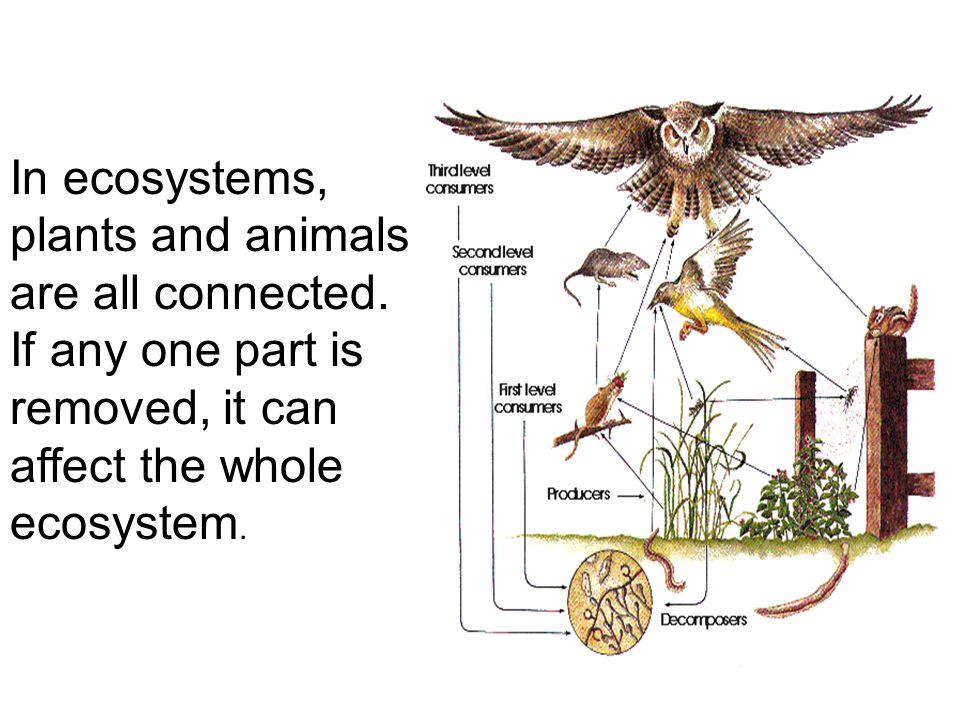 In ecosystems,
plants and animals
are all connected.
If any one part is
removed, it can
affect the whole
ecosystem.
Third level
consumers
Second level
consumers
First level
consumers
Producers
Decomposers